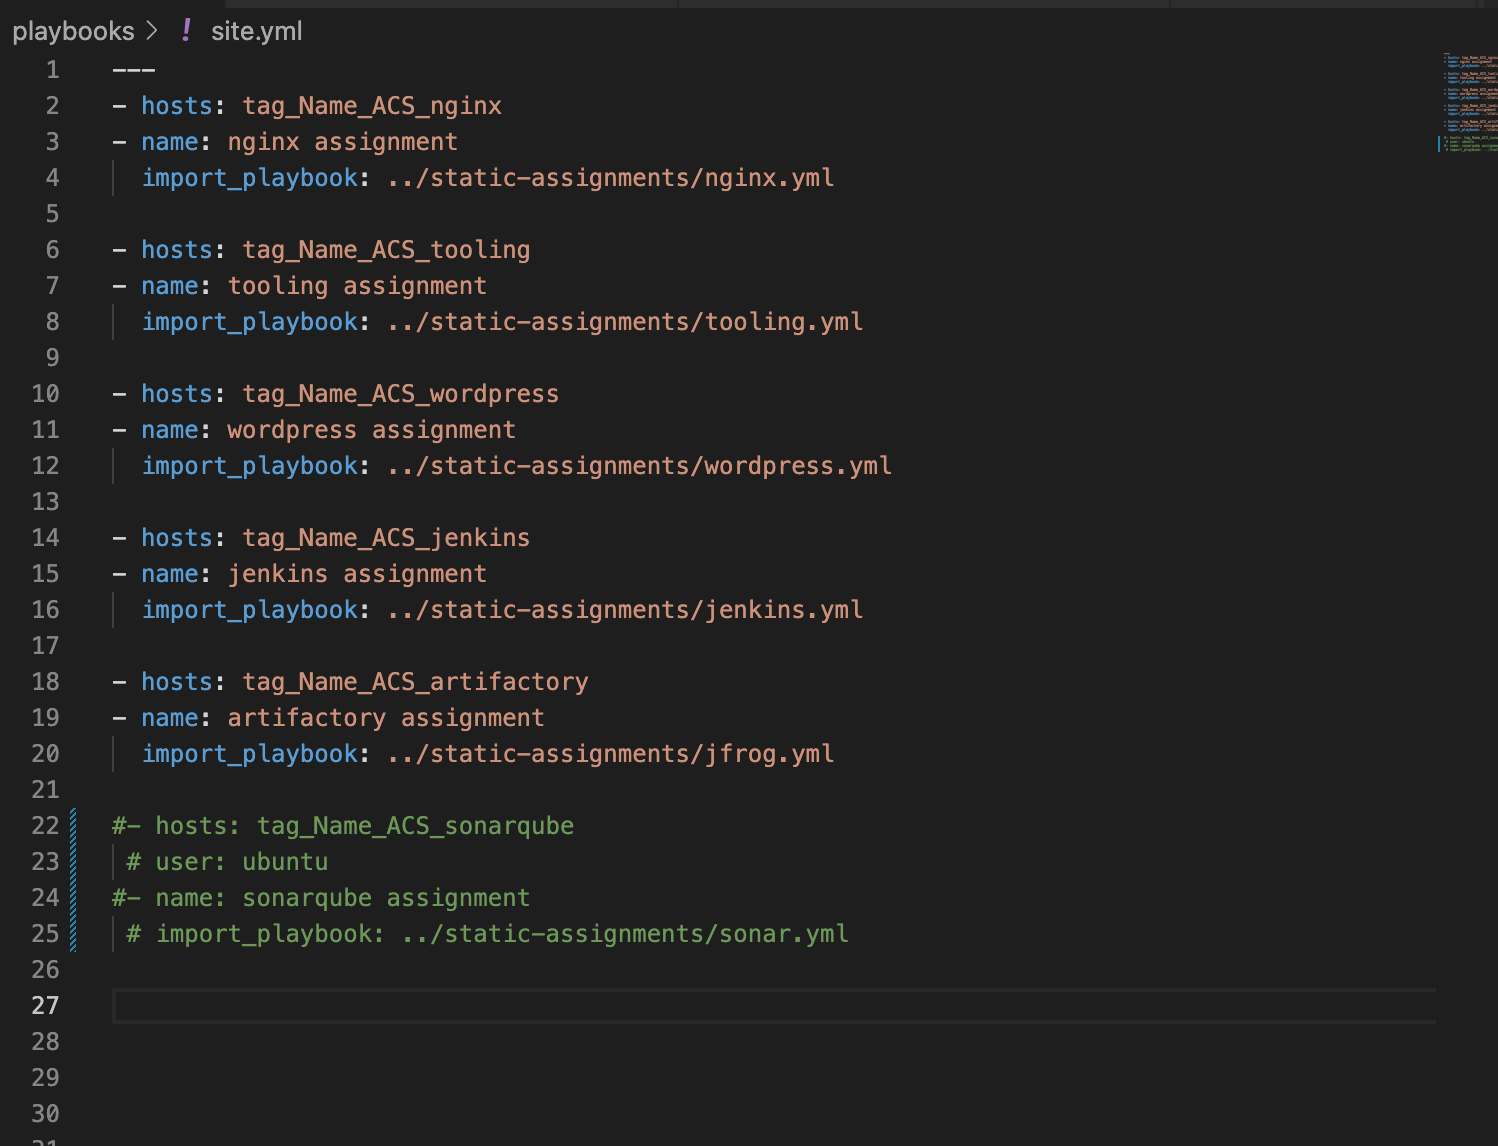 playbooks > ! site.yml
1 ---
2 - hosts: tag_Name_ACS_nginx
3 - name: nginx assignment
4 import_playbook: ../static-assignments/nginx.yml
5
6 - hosts: tag_Name_ACS_tooling
7 - name: tooling assignment
8 import_playbook: ../static-assignments/tooling.yml
9
10 - hosts: tag_Name_ACS_wordpress
11 - name: wordpress assignment
12 import_playbook: ../static-assignments/wordpress.yml
13
14 - hosts: tag_Name_ACS_jenkins
15 - name: jenkins assignment
16 import_playbook: ../static-assignments/jenkins.yml
17
18 - hosts: tag_Name_ACS_artifactory
19 - name: artifactory assignment
20 import_playbook: ../static-assignments/jfrog.yml
21
22 #- hosts: tag_Name_ACS_sonarqube
23 # user: ubuntu
24 #- name: sonarqube assignment
25 # import_playbook: ../static-assignments/sonar.yml
26
27
28
29
30